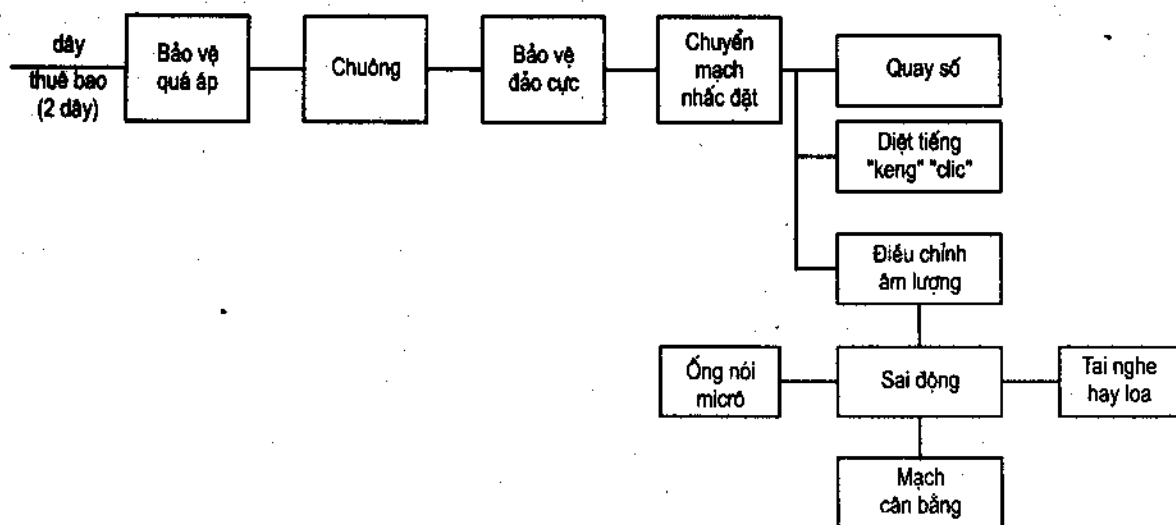 dây
thuê bao
(2 dây)
Bảo vệ
quá áp
Chuông
Bảo vệ
đảo cực
Chuyển
mạch
nhấc đặt
Quay số
Diệt tiếng
"keng" "clic"
Điều chỉnh
âm lượng
Ống nói
micrô
Sai động
Tai nghe
hay loa
Mạch
cân bằng